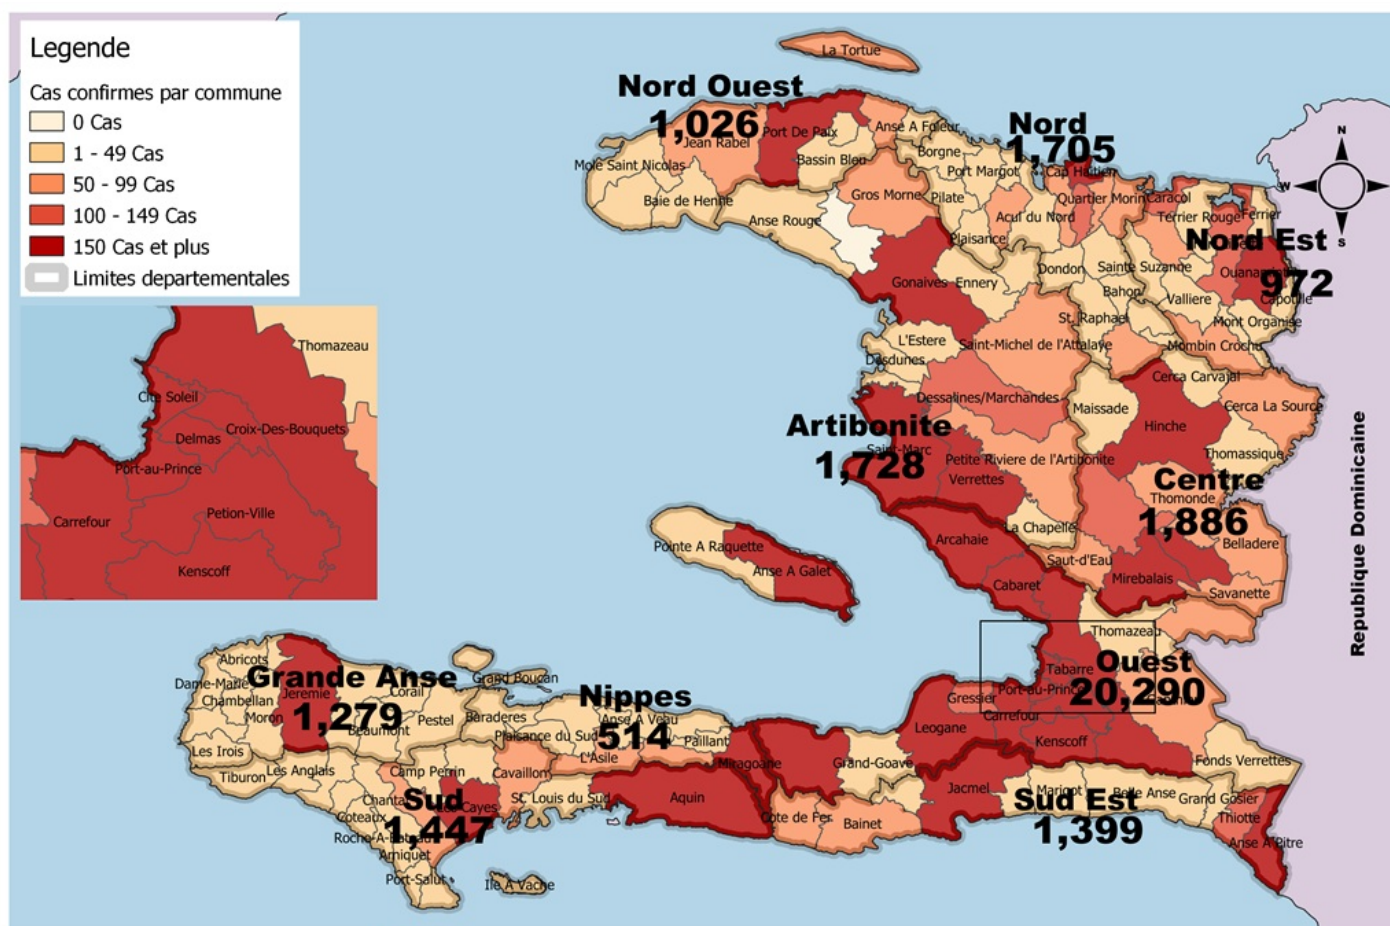 Legende
Cas confirmes par commune
0 Cas
1 - 49 Cas
50 - 99 Cas
100 - 149 Cas
150 Cas et plus
Limites departementales
Thomazeau
Cite Soleil
Delmas
Croix-Des-Bouquets
Port-au-Prince
Petion-Ville
Carrefour
Kenscoff
La Tortue
Nord Ouest
1,026
Port De Paix
Jean Rabel
Anse A Foleur
Mole Saint Nicolas
Bassin Bleu
Baie de Henne
Anse Rouge
Nord
1,705
Borgne
Port Margot
Cap Haitien
Gros Morne
Pilate
Quartier Morin
Caracol
Acul du Nord
Terrier Rouge
Ferrier
Plaisance
Nord Est
972
N
W
S
Gonaives
Ennery
Dondon
Sainte Suzanne
Bahon
Valliere
Capotille
St. Raphael
Mont Organise
L'Estere
Saint-Michel de l'Attalaye
Mombin Crochu
Desdunes
Cerca Carvajal
Dessalines/Marchandes
Maissade
Cerca La Source
Artibonite
1,728
Hinche
Saint-Marc
Petite Riviere de l'Artibonite
Thomassique
Verrettes
Centre
1,886
Thomonde
La Chapelle
Belladere
Arcahaie
Saut-d'Eau
Cabaret
Mirebalais
Savanette
Pointe A Raquette
Anse A Galet
Republique Dominicaine
Thomazeau
Ouest
20,290
Tabarre
Port-au-Prince
Gressier
Carrefour
Leogane
Kenscoff
Fonds Verrettes
Abricots
Grande Anse
1,279
Dame-Marie
Chambellan
Jeremie
Corail
Grand Boucan
Moron
Beaumont
Pestel
Baraderes
Nippes
514
Anse A Veau
Plaisance du Sud
Paillant
Les Irois
L'Asile
Miragoane
Grand-Goave
Tiburon
Les Anglais
Camp Perrin
Cavaillon
Sud
1,447
St. Louis du Sud
Aquin
Jacmel
Sud Est
1,399
Marigot
Belle Anse
Grand Gosier
Coteaux
Cote de Fer
Bainet
Thiotte
Arniquet
Anse A Pitre
Port-Salut
Ile A Vache